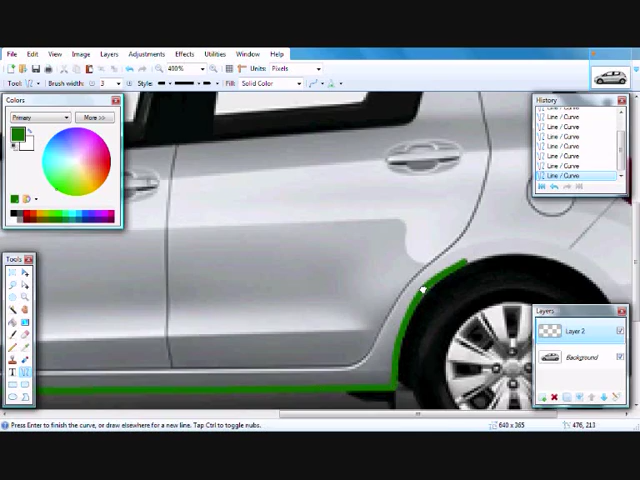 File Edit View Image Layers Adjustments Effects Utilities Window Help
400% Units: Pixels
Tool: Brush width: 3 Style: Fill: Solid Color
Colors
Primary More >>
History
Line / Curve
Line / Curve
Line / Curve
Line / Curve
Line / Curve
Line / Curve
Line / Curve
Line / Curve
Tools
T
Layers
Layer 2
Background
Press Enter to finish the curve, or draw elsewhere for a new line. Tap Ctrl to toggle nubs. 640 x 365 476, 213